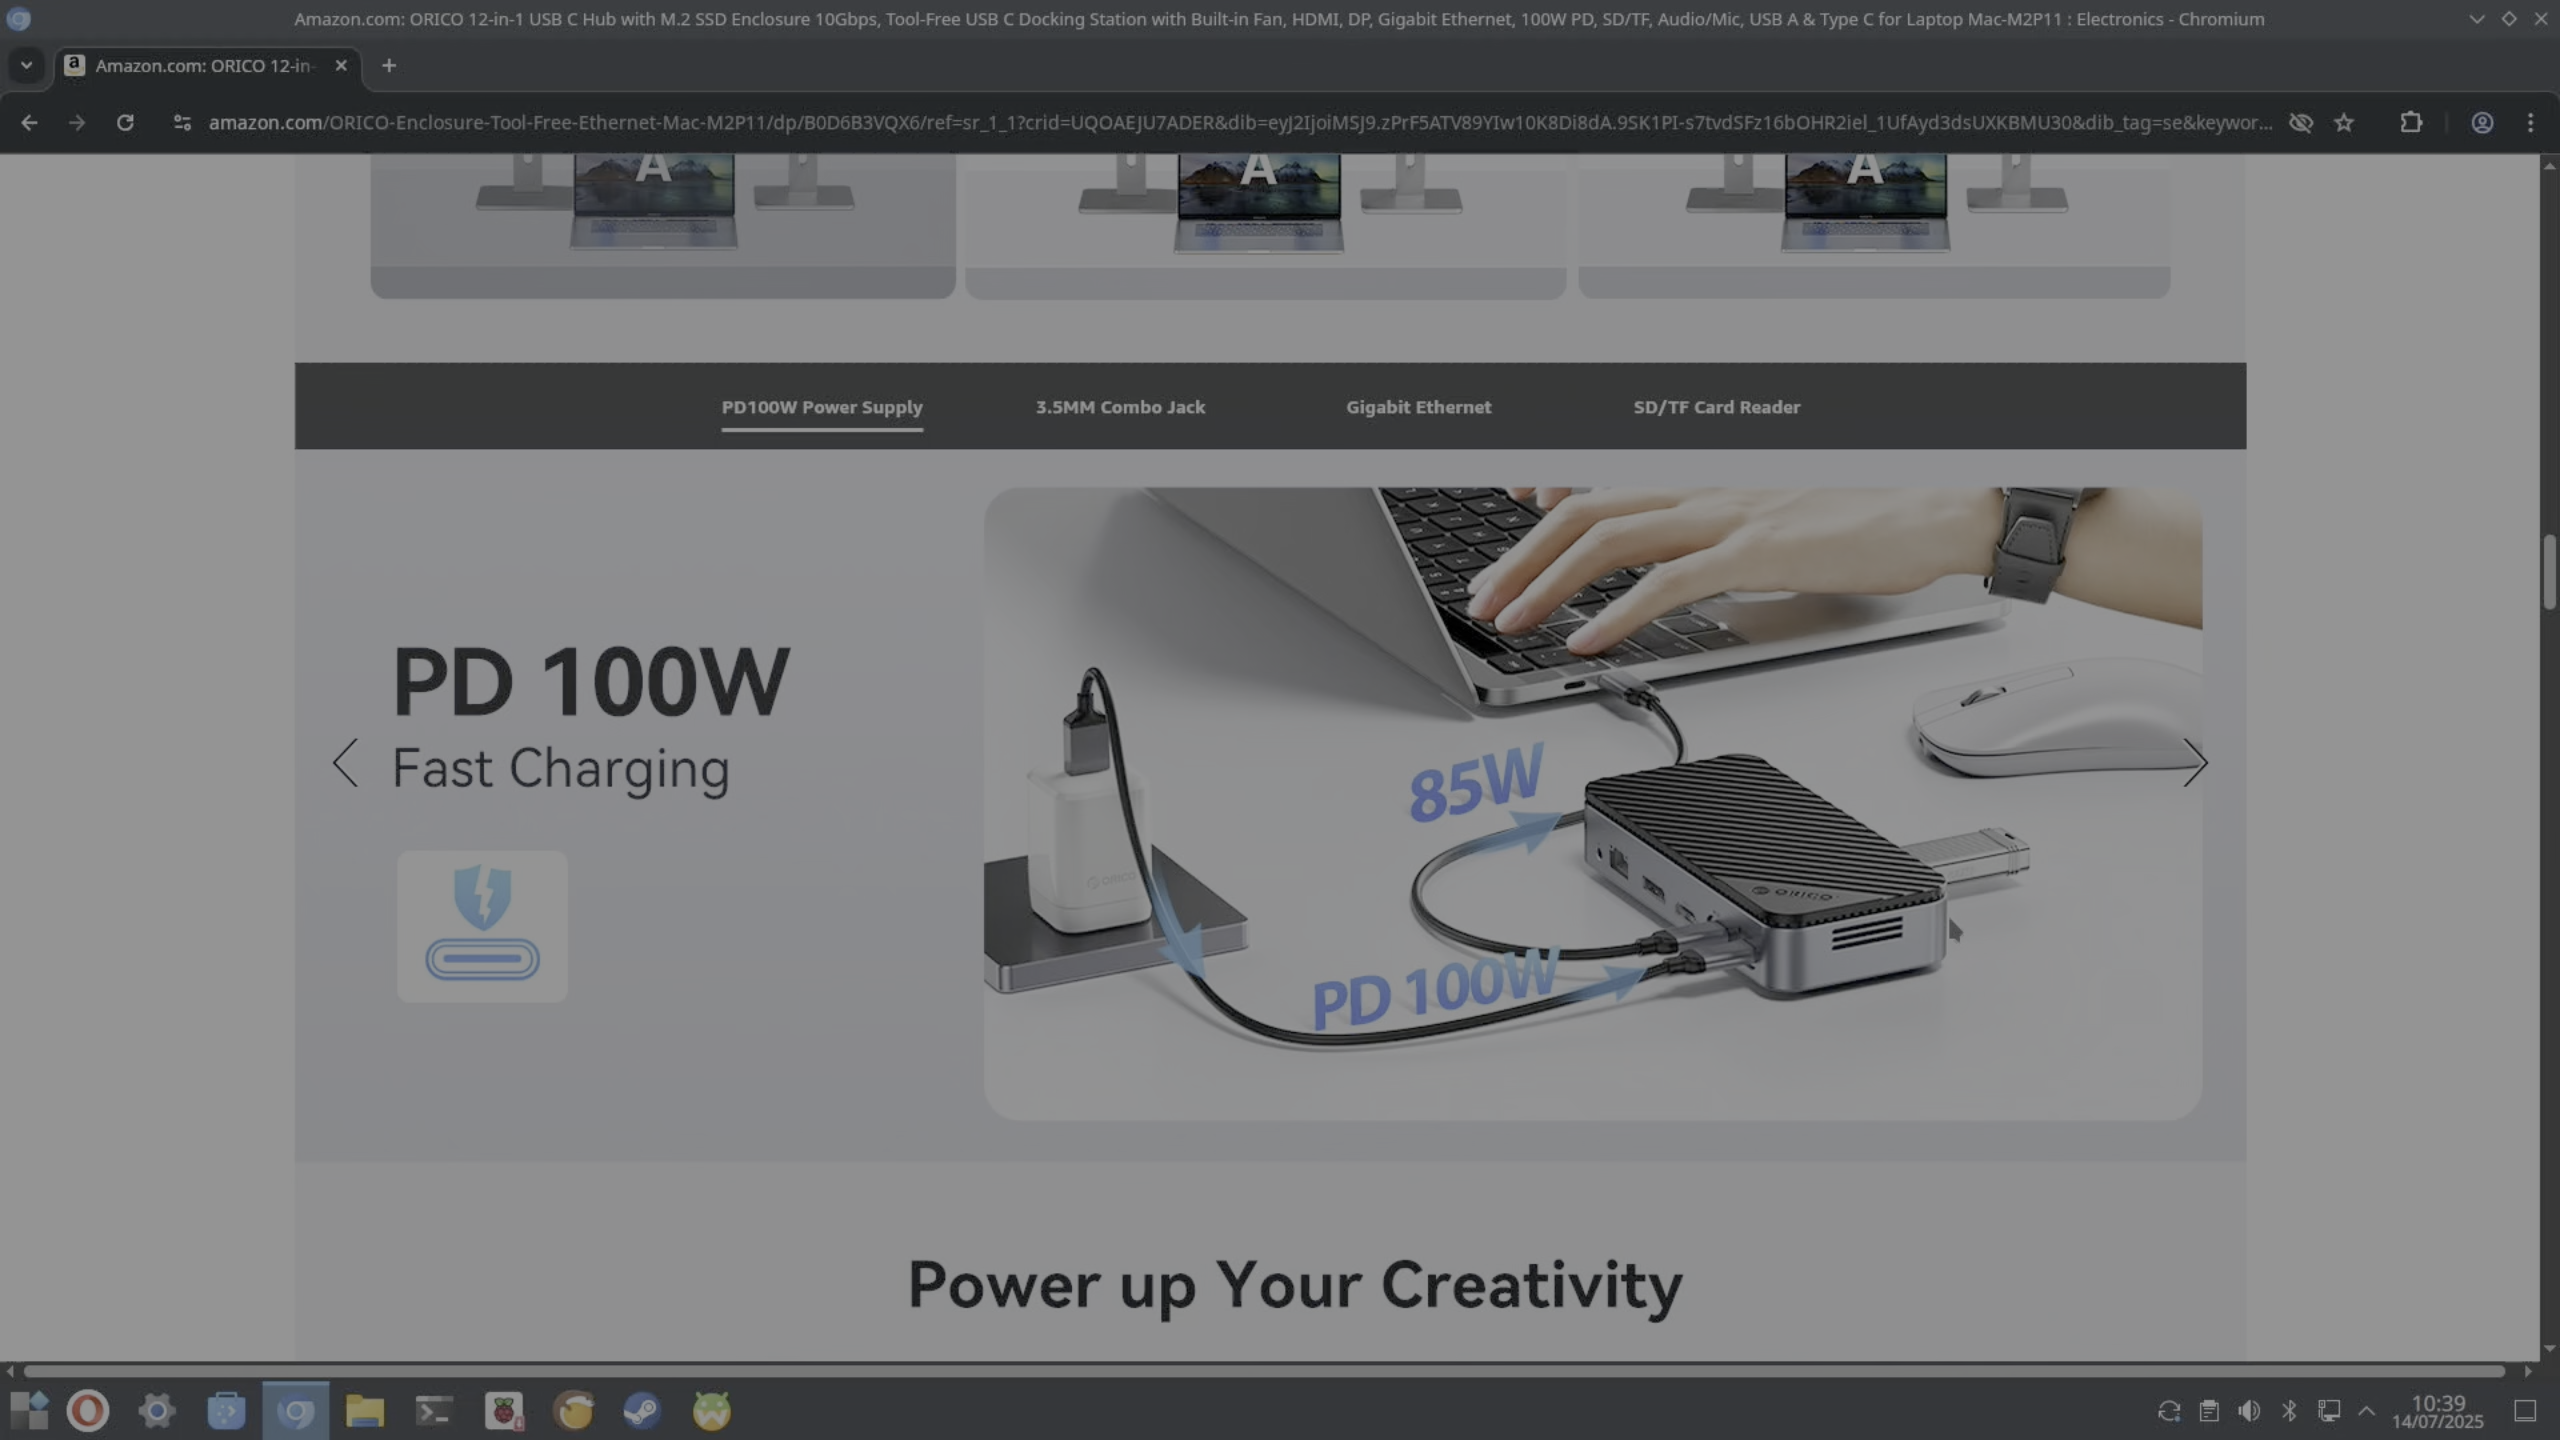 Amazon.com: ORICO 12-in-1 USB C Hub with M.2 SSD Enclosure 10Gbps, Tool-Free USB C Docking Station with Built-in Fan, HDMI, DP, Gigabit Ethernet, 100W PD, SD/TF, Audio/Mic, USB A & Type C for Laptop Mac-M2P11 : Electronics - Chromium
Amazon.com: ORICO 12-in-
amazon.com/ORICO-Enclosure-Tool-Free-Ethernet-Mac-M2P11/dp/B0D6B3VQX6/ref=sr_1_1?crid=UQOAEJU7ADER&dib=eyJ2IjoiMSJ9.zPrF5ATV89YIw10K8Di8dA.9SK1PI-s7tvdSFz16bOHR2iel_1UfAyd3dsUXKBMU30&dib_tag=se&keywor...
A A A
PD100W Power Supply 3.5MM Combo Jack Gigabit Ethernet SD/TF Card Reader
PD 100W
Fast Charging
85W
ORICO
ORICO
PD 100W
Power up Your Creativity
10:39
14/07/2025